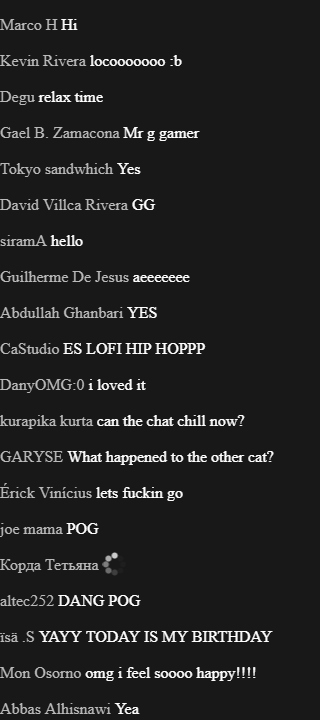 Marco H Hi
Kevin Rivera locooooooo :b
Degu relax time
Gael B. Zamacona Mr g gamer
Tokyo sandwhich Yes
David Villca Rivera GG
siramA hello
Guilherme De Jesus aeeeeeee
Abdullah Ghanbari YES
CaStudio ES LOFI HIP HOPPP
DanyOMG:0 i loved it
kurapika kurta can the chat chill now?
GARYSE What happened to the other cat?
Érick Vinícius lets fuckin go
joe mama POG
Корда Тетьяна
altec252 DANG POG
ïsä .S YAYY TODAY IS MY BIRTHDAY
Mon Osorno omg i feel soooo happy!!!!
Abbas Alhisnawi Yea